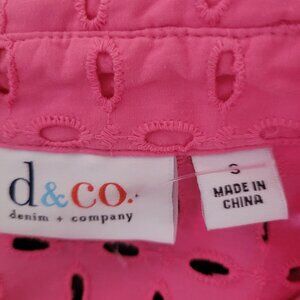 d&co.
denim + company
S
MADE IN
CHINA